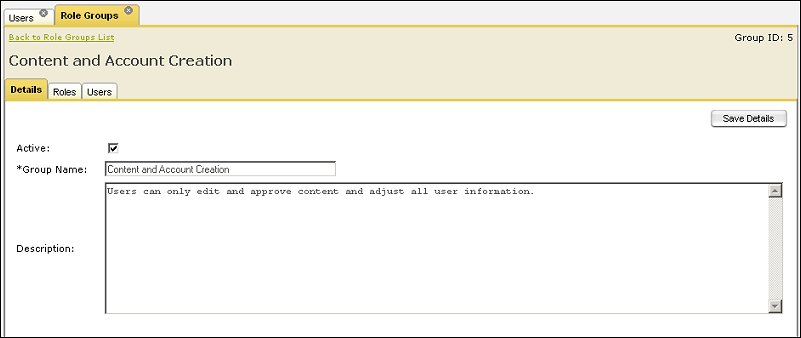 Users Role Groups
Back to Role Groups List Group ID: 5
Content and Account Creation
Details Roles Users
Save Details
Active:
*Group Name: Content and Account Creation
Users can only edit and approve content and adjust all user information.
Description: